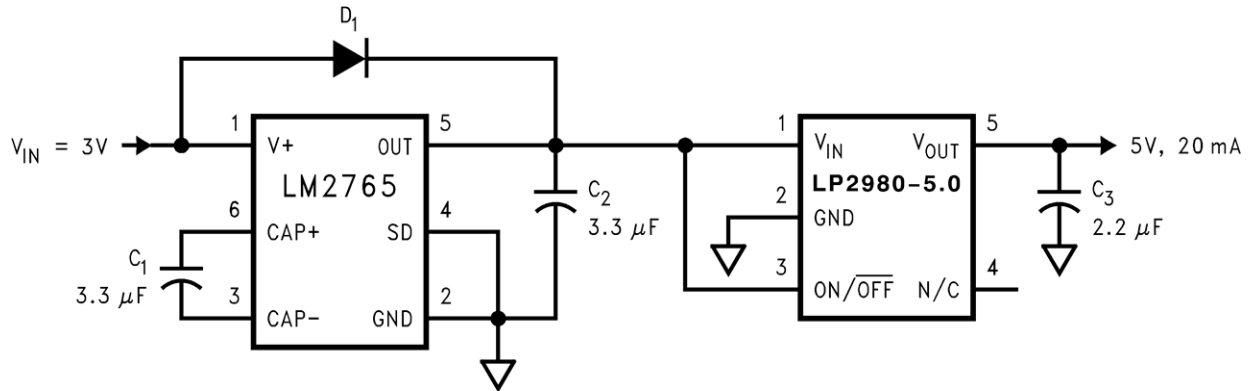 D1
VIN = 3V
1
V+
OUT
5
LM2765
6
CAP+
SD
4
C1
3.3 µF
3
CAP-
GND
2
C2
3.3 µF
1
VIN
VOUT
5
5V, 20 mA
LP2980-5.0
2
GND
C3
2.2 µF
3
ON/OFF
N/C
4